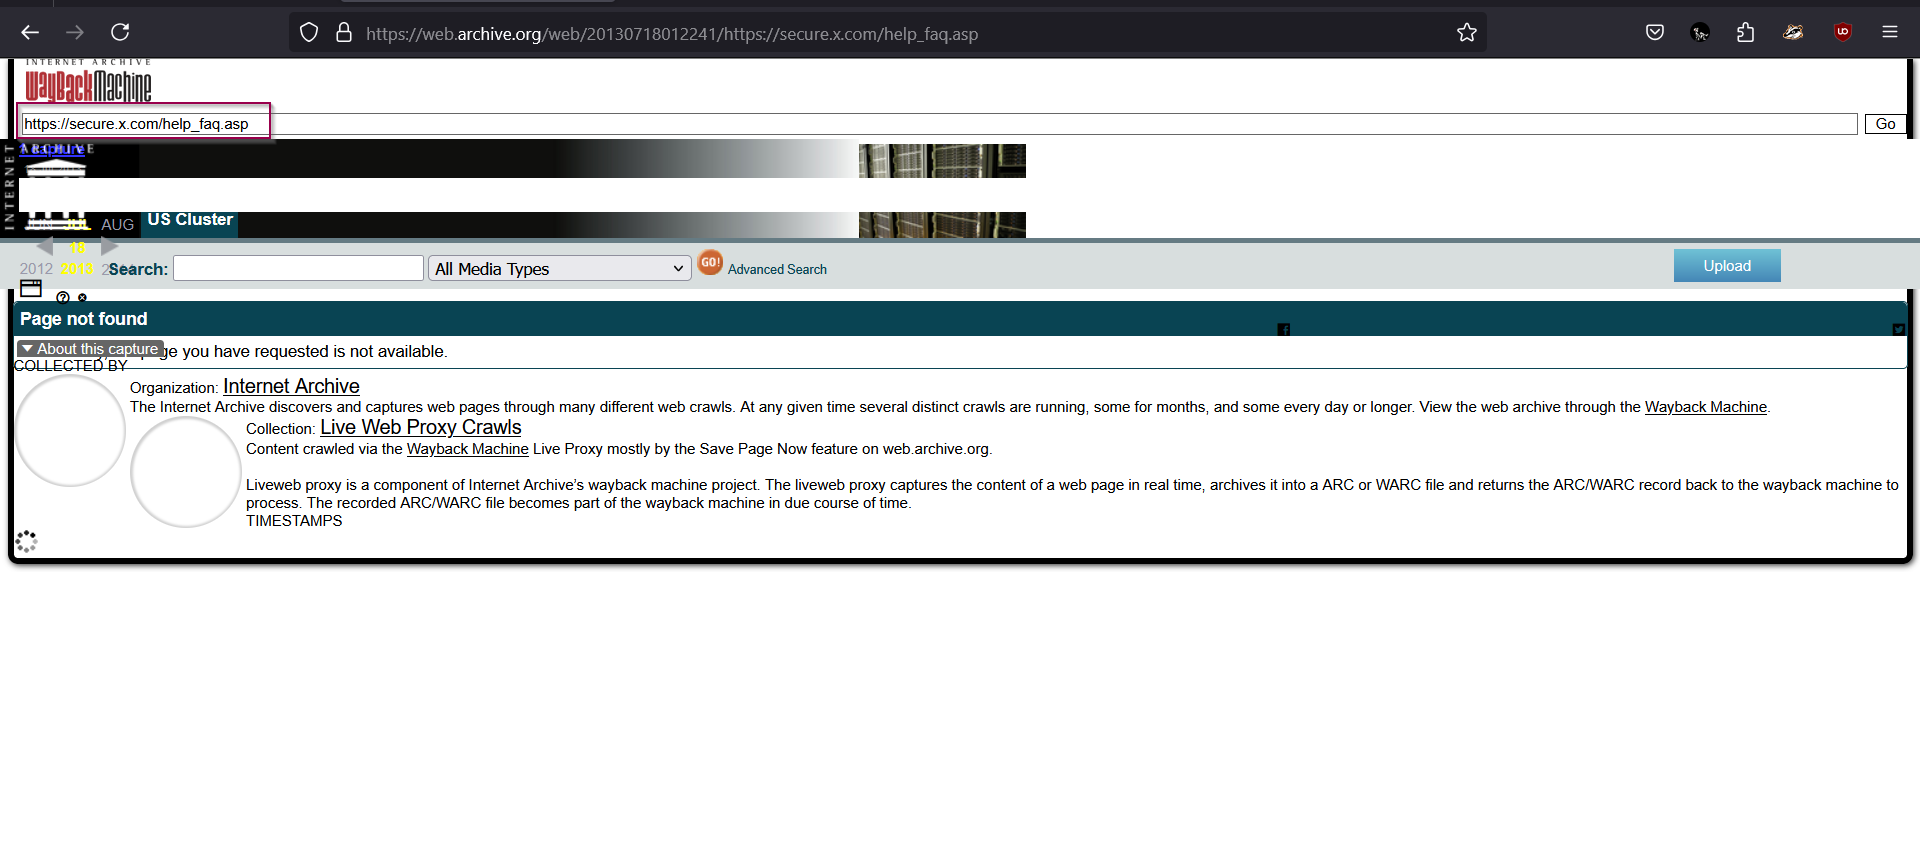 https://web.archive.org/web/20130718012241/https://secure.x.com/help_faq.asp
INTERNET ARCHIVE
WayBackMachine
https://secure.x.com/help_faq.asp
Go
ARCHIVE
INTERNET
JUL AUG
US Cluster
18
2012 2013
Search: All Media Types GO! Advanced Search Upload
Page not found
About this capture
ge you have requested is not available.
COLLECTED BY
Organization: Internet Archive
The Internet Archive discovers and captures web pages through many different web crawls. At any given time several distinct crawls are running, some for months, and some every day or longer. View the web archive through the Wayback Machine.
Collection: Live Web Proxy Crawls
Content crawled via the Wayback Machine Live Proxy mostly by the Save Page Now feature on web.archive.org.
Liveweb proxy is a component of Internet Archive’s wayback machine project. The liveweb proxy captures the content of a web page in real time, archives it into a ARC or WARC file and returns the ARC/WARC record back to the wayback machine to
process. The recorded ARC/WARC file becomes part of the wayback machine in due course of time.
TIMESTAMPS